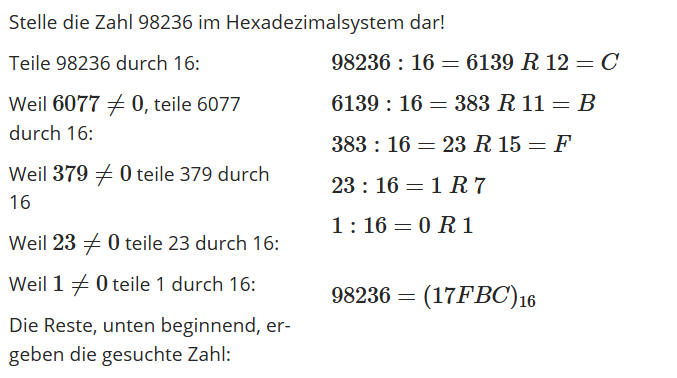 Stelle die Zahl 98236 im Hexadezimalsystem dar!
Teile 98236 durch 16:
98236 : 16 = 6139 R 12 = C
Weil 6077 ≠ 0, teile 6077
durch 16:
6139 : 16 = 383 R 11 = B
383 : 16 = 23 R 15 = F
Weil 379 ≠ 0 teile 379 durch
16
23 : 16 = 1 R 7
1 : 16 = 0 R 1
Weil 23 ≠ 0 teile 23 durch 16:
Weil 1 ≠ 0 teile 1 durch 16:
98236 = (17FBC)₁₆
Die Reste, unten beginnend, er-
geben die gesuchte Zahl: